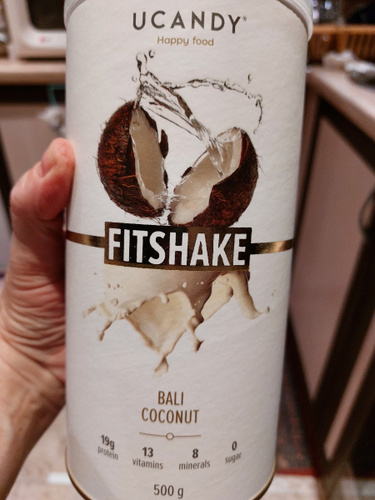 UCANDY®
Happy food
FITSHAKE
BALI
COCONUT
19g 13 8 0
protein vitamins minerals sugar
500 g